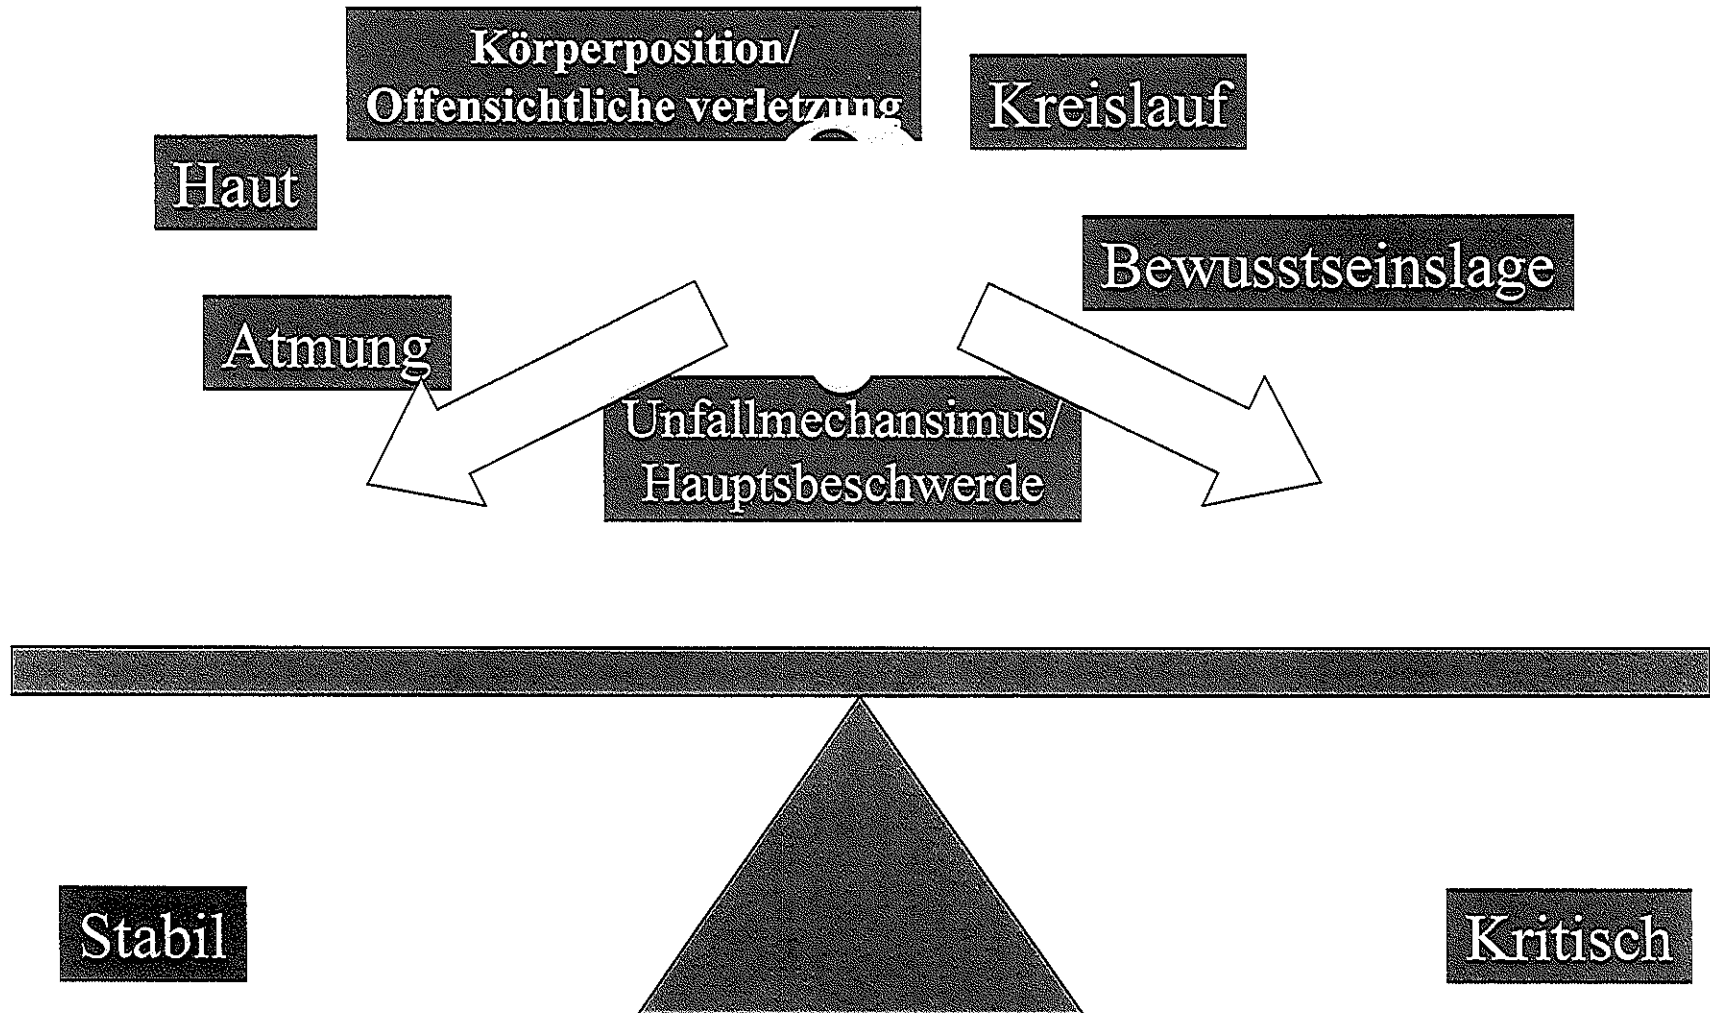 Körperposition/
Offensichtliche verletzung
Kreislauf
Haut
Bewusstseinslage
Atmung
Unfallmechansimus/
Hauptsbeschwerde
Stabil
Kritisch